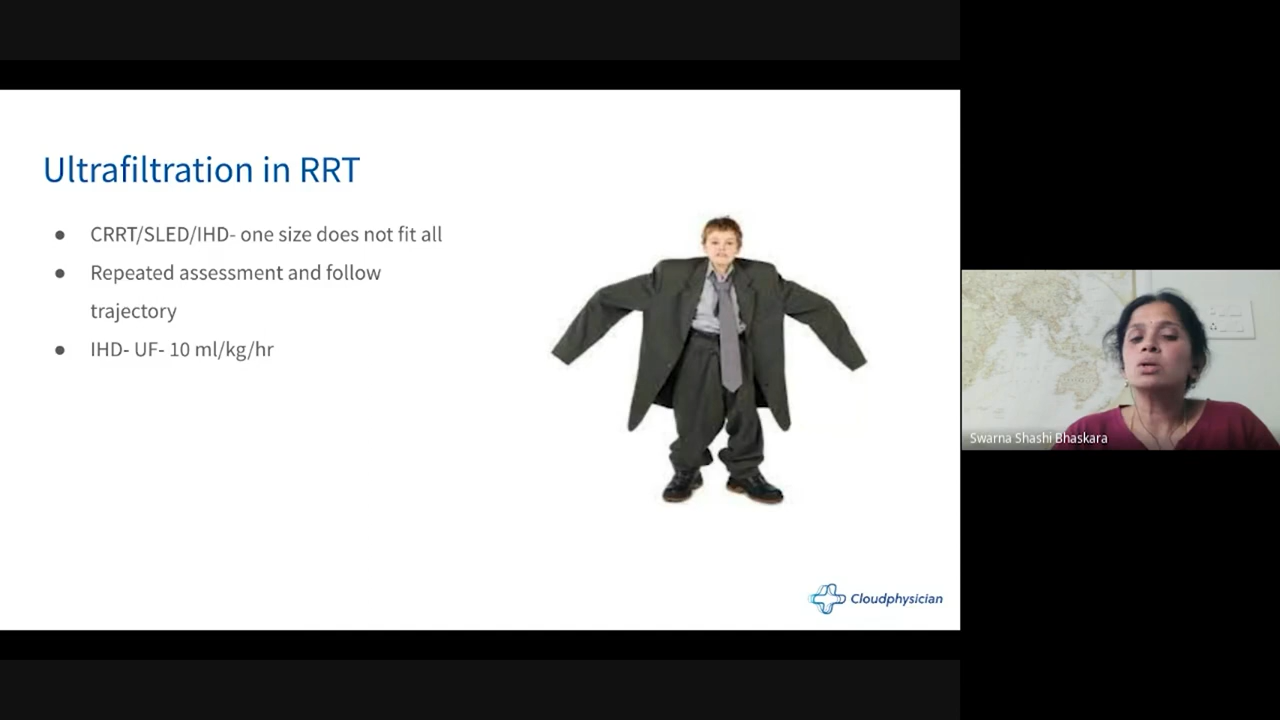 Ultrafiltration in RRT
● CRRT/SLED/IHD- one size does not fit all
● Repeated assessment and follow
trajectory
● IHD- UF- 10 ml/kg/hr
Cloudphysician
Swarna Shashi Bhaskara